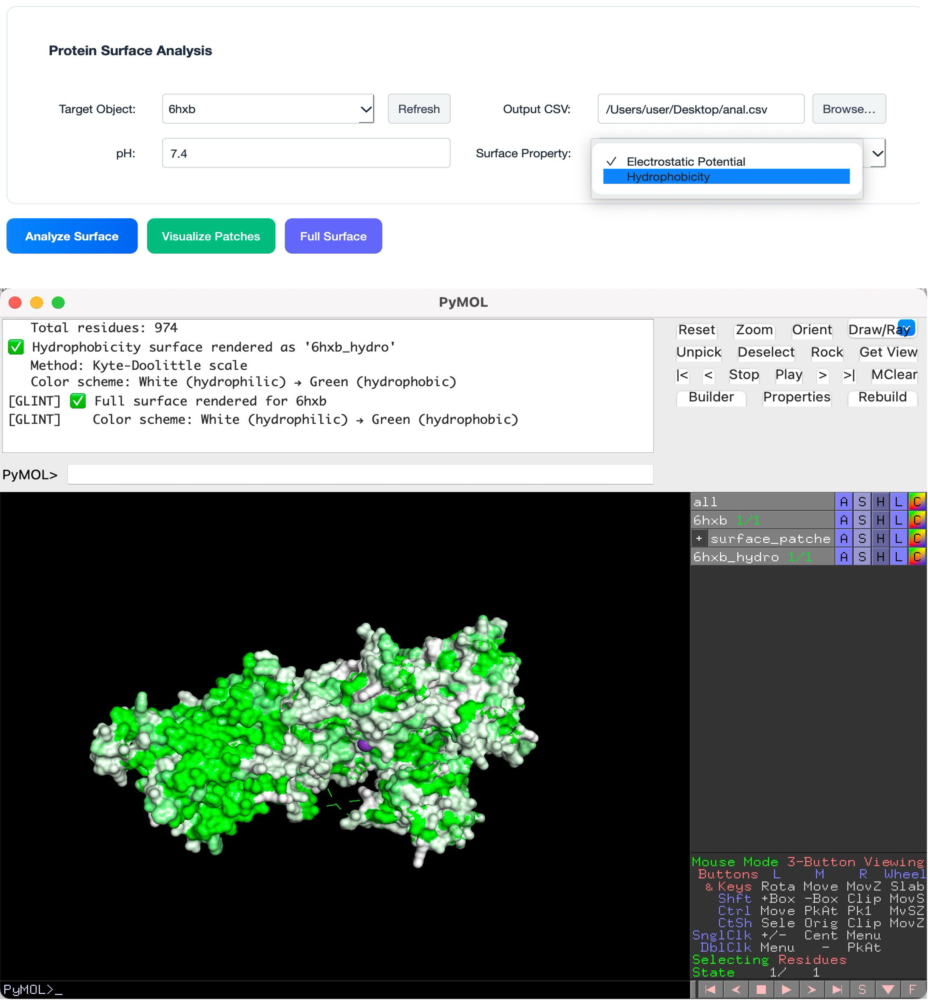 Protein Surface Analysis
Target Object: 6hxb Refresh Output CSV: /Users/user/Desktop/anal.csv Browse...
pH: 7.4 Surface Property: ✓ Electrostatic Potential
Hydrophobicity
Analyze Surface Visualize Patches Full Surface
PyMOL
Total residues: 974
✅ Hydrophobicity surface rendered as '6hxb_hydro'
Method: Kyte-Doolittle scale
Color scheme: White (hydrophilic) → Green (hydrophobic)
[GLINT] ✅ Full surface rendered for 6hxb
[GLINT] Color scheme: White (hydrophilic) → Green (hydrophobic)
Reset Zoom Orient Draw/Ray
Unpick Deselect Rock Get View
|< < Stop Play > >| MClear
Builder Properties Rebuild
PyMOL>
all A S H L C
6hxb 1/1 A S H L C
+ surface_patche A S H L C
6hxb_hydro 1/1 A S H L C
Mouse Mode 3-Button Viewing
Buttons L M R Wheel
& Keys Rota Move MovZ Slab
Shft +Box -Box Clip MovS
Ctrl Move PkAt Pk1 MvSZ
CtSh Sele Orig Clip MovZ
SnglClk +/- Cent Menu
DblClk Menu - PkAt
Selecting Residues
State 1/ 1
PyMOL>_ S F